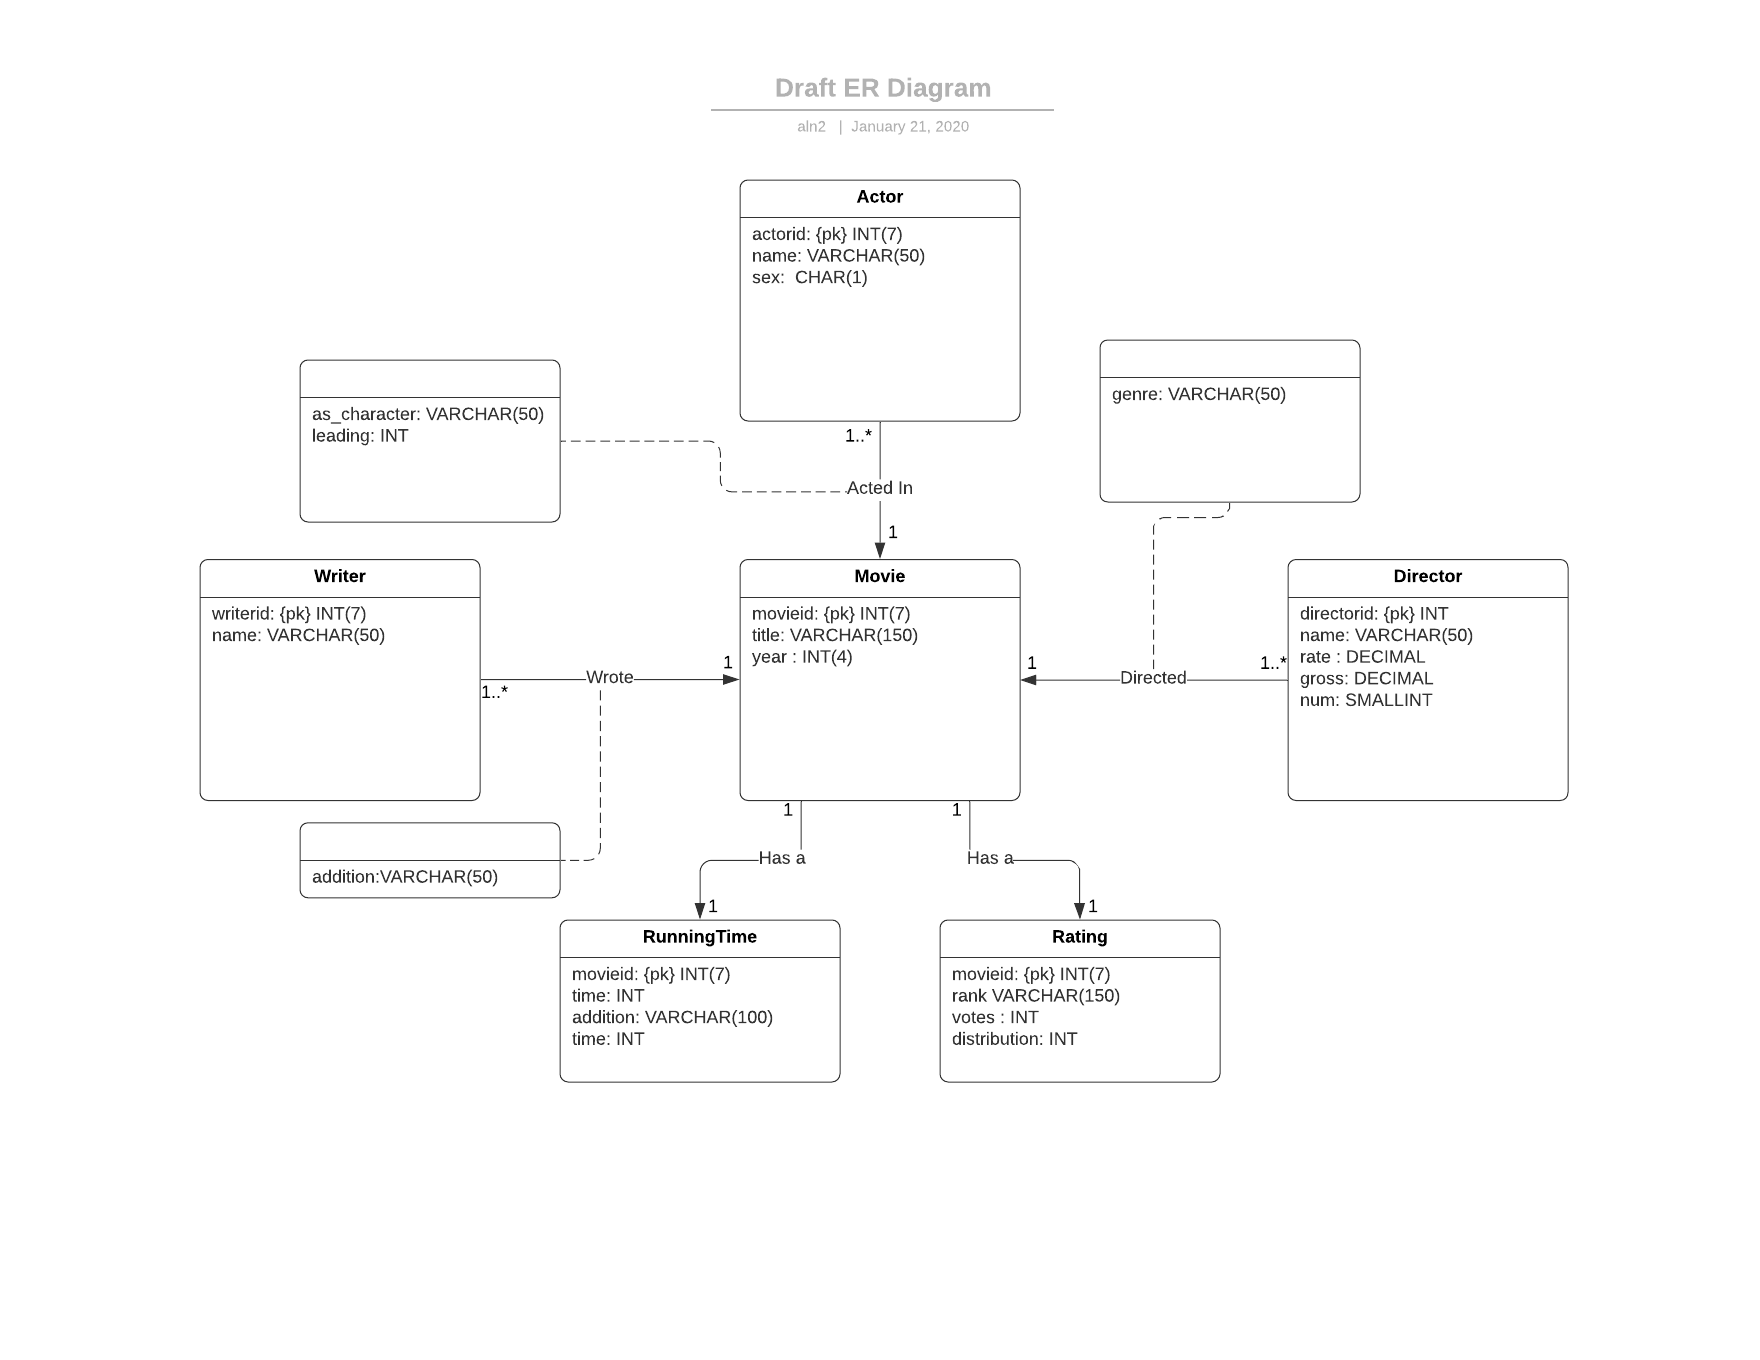 Draft ER Diagram
aln2 | January 21, 2020
Actor
actorid: {pk} INT(7)
name: VARCHAR(50)
sex:  CHAR(1)
genre: VARCHAR(50)
as_character: VARCHAR(50)
leading: INT
1..*
Acted In
1
Writer
writerid: {pk} INT(7)
name: VARCHAR(50)
Movie
movieid: {pk} INT(7)
title: VARCHAR(150)
year : INT(4)
Director
directorid: {pk} INT
name: VARCHAR(50)
rate : DECIMAL
gross: DECIMAL
num: SMALLINT
1..*
Wrote
1
1
Directed
1..*
addition:VARCHAR(50)
1
Has a
1
1
Has a
1
RunningTime
movieid: {pk} INT(7)
time: INT
addition: VARCHAR(100)
time: INT
Rating
movieid: {pk} INT(7)
rank VARCHAR(150)
votes : INT
distribution: INT